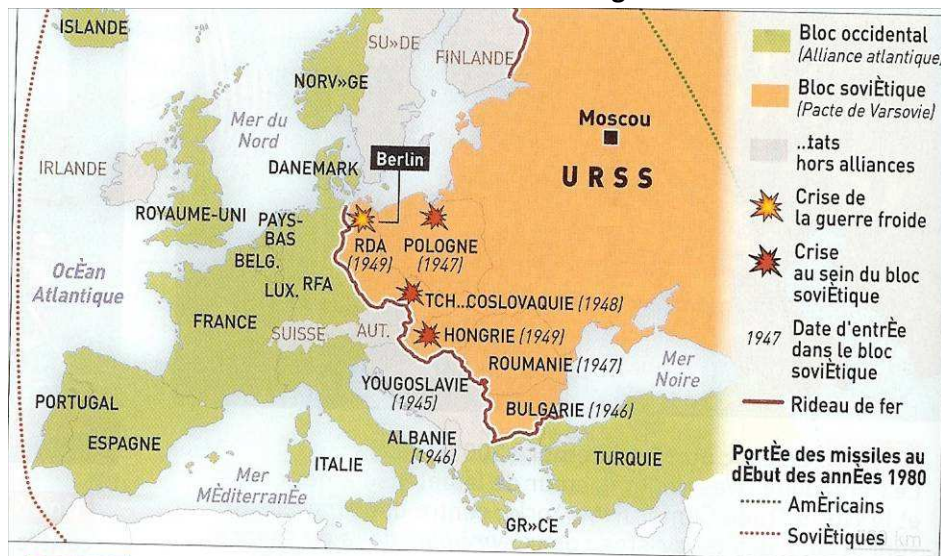 ISLANDE
SU»DE
FINLANDE
NORV»GE
Mer du
Nord
Moscou
URSS
IRLANDE
DANEMARK
Berlin
ROYAUME-UNI
PAYS-
BAS
BELG.
LUX.
RFA
RDA
(1949)
POLOGNE
(1947)
OcÈan
Atlantique
FRANCE
SUISSE
AUT.
TCH...COSLOVAQUIE (1948)
HONGRIE (1949)
ROUMANIE (1947)
Mer
Noire
YOUGOSLAVIE
(1945)
BULGARIE (1946)
PORTUGAL
ESPAGNE
ALBANIE
(1946)
ITALIE
TURQUIE
Mer
MÈditerranÈe
GR»CE
Bloc occidental
(Alliance atlantique)
Bloc soviÈtique
(Pacte de Varsovie)
...tats
hors alliances
Crise de
la guerre froide
Crise
au sein du bloc
soviÈtique
1947 Date d'entrÈe
dans le bloc
soviÈtique
Rideau de fer
PortÈe des missiles au
dÈbut des annÈes 1980
AmÈricains
SoviÈtiques
km